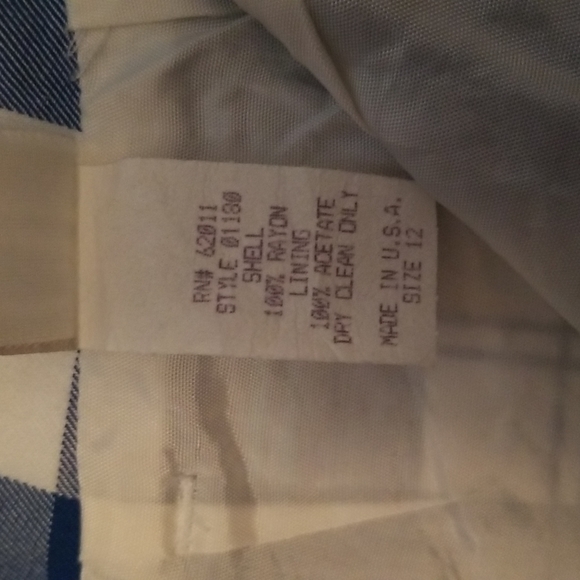 RN# 62011
STYLE 01180
SHELL
100% RAYON
LINING
100% ACETATE
DRY CLEAN ONLY
MADE IN U.S.A.
SIZE 12